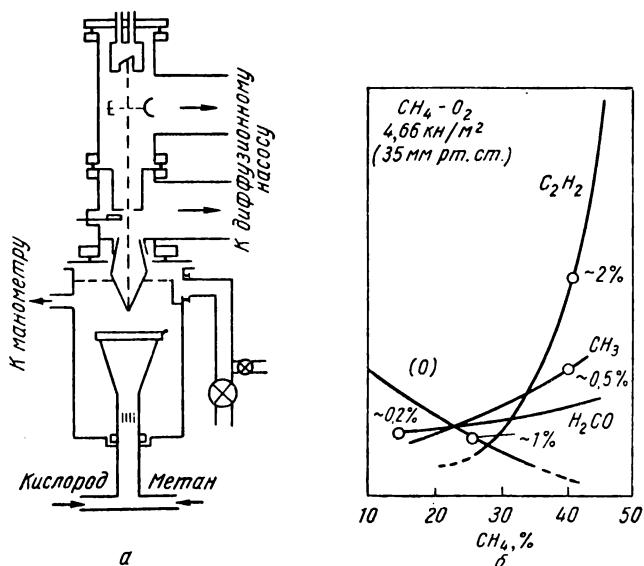 К диффузионному
насосу
К манометру
Кислород
Метан
а
CH₄ – O₂
4,66 кн/м²
(35 мм рт. ст.)
C₂H₂
~2%
CH₃
~0,5%
(O)
~0,2%
H₂CO
~1%
10
20
30
40
50
CH₄, %
б